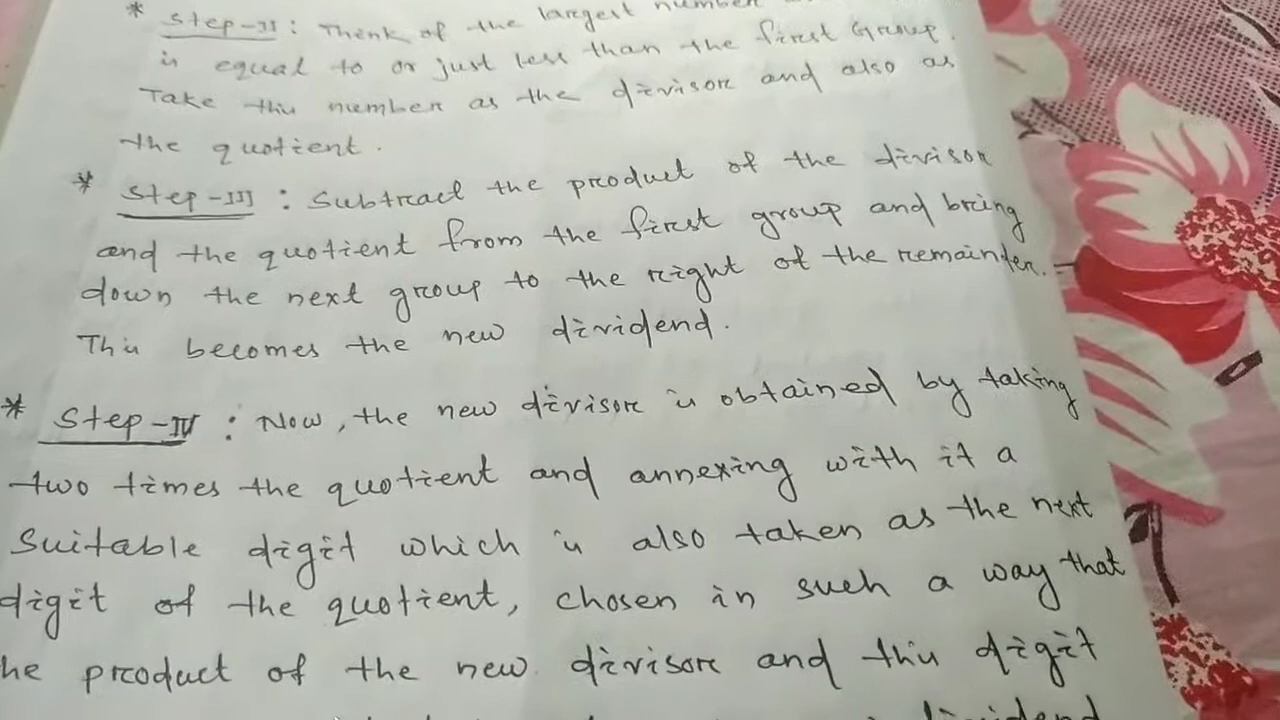 * Step-II : Think of the largest number
is equal to or just less than the first Group.
Take this number as the divisor and also as
the quotient.
* Step-III : Subtract the product of the divisor
and the quotient from the first group and bring
down the next group to the right of the remainder.
This becomes the new dividend.
* Step-IV : Now, the new divisor is obtained by taking
two times the quotient and annexing with it a
suitable digit which is also taken as the next
digit of the quotient, chosen in such a way that
he product of the new divisor and this digit
dividend